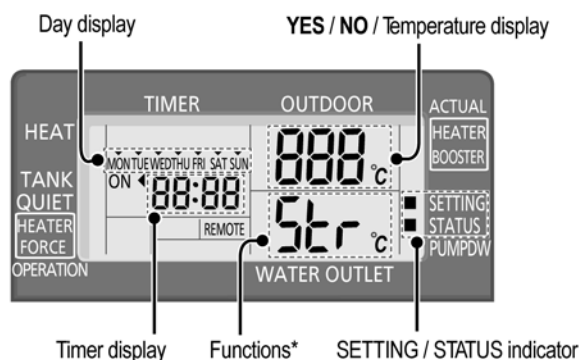 Day display
YES / NO / Temperature display
TIMER
OUTDOOR
ACTUAL
HEAT
HEATER
BOOSTER
MON TUE WED THU FRI SAT SUN
888 °C
TANK
ON 88:88
QUIET
SETTING
HEATER
REMOTE
Str °C
STATUS
FORCE
PUMPDW
OPERATION
WATER OUTLET
Timer display
Functions*
SETTING / STATUS indicator